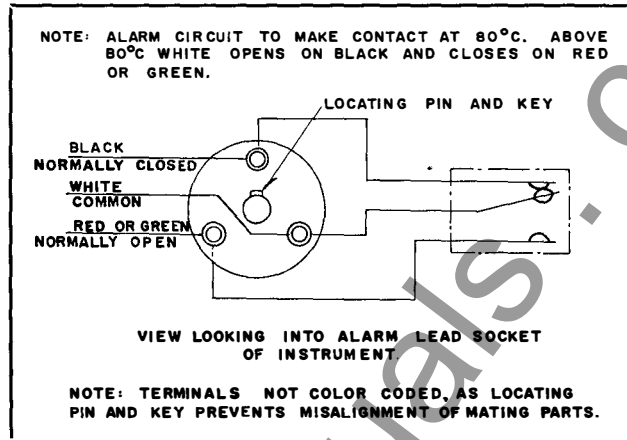 NOTE: ALARM CIRCUIT TO MAKE CONTACT AT 80°C. ABOVE
80°C WHITE OPENS ON BLACK AND CLOSES ON RED
OR GREEN.
LOCATING PIN AND KEY
BLACK
NORMALLY CLOSED
WHITE
COMMON
RED OR GREEN
NORMALLY OPEN
VIEW LOOKING INTO ALARM LEAD SOCKET
OF INSTRUMENT.
NOTE: TERMINALS NOT COLOR CODED, AS LOCATING
PIN AND KEY PREVENTS MISALIGNMENT OF MATING PARTS.